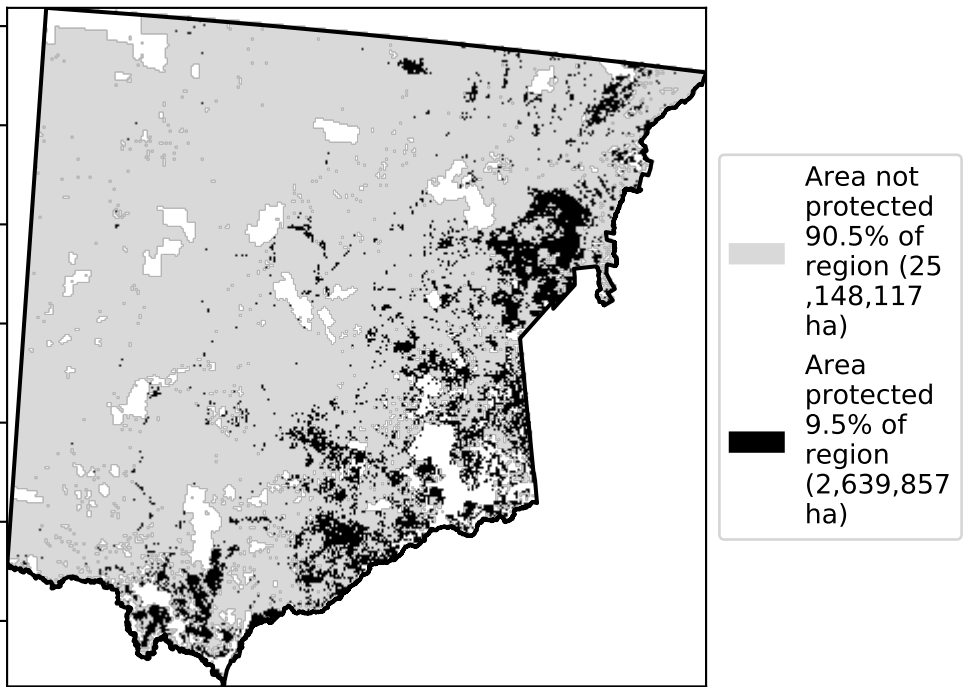 Area not
protected
90.5% of
region (25
,148,117
ha)
Area
protected
9.5% of
region
(2,639,857
ha)